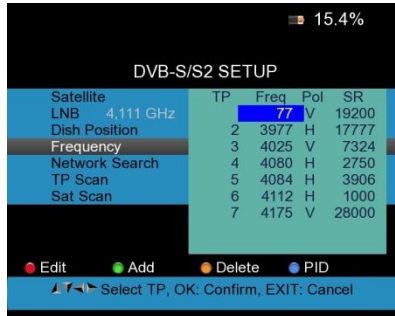 15.4%
DVB-S/S2 SETUP
Satellite TP Freq Pol SR
LNB 4,111 GHz 77 V 19200
Dish Position 2 3977 H 17777
Frequency 3 4025 V 7324
Network Search 4 4080 H 2750
TP Scan 5 4084 H 3906
Sat Scan 6 4112 H 1000
7 4175 V 28000
Edit Add Delete PID
Select TP, OK: Confirm, EXIT: Cancel